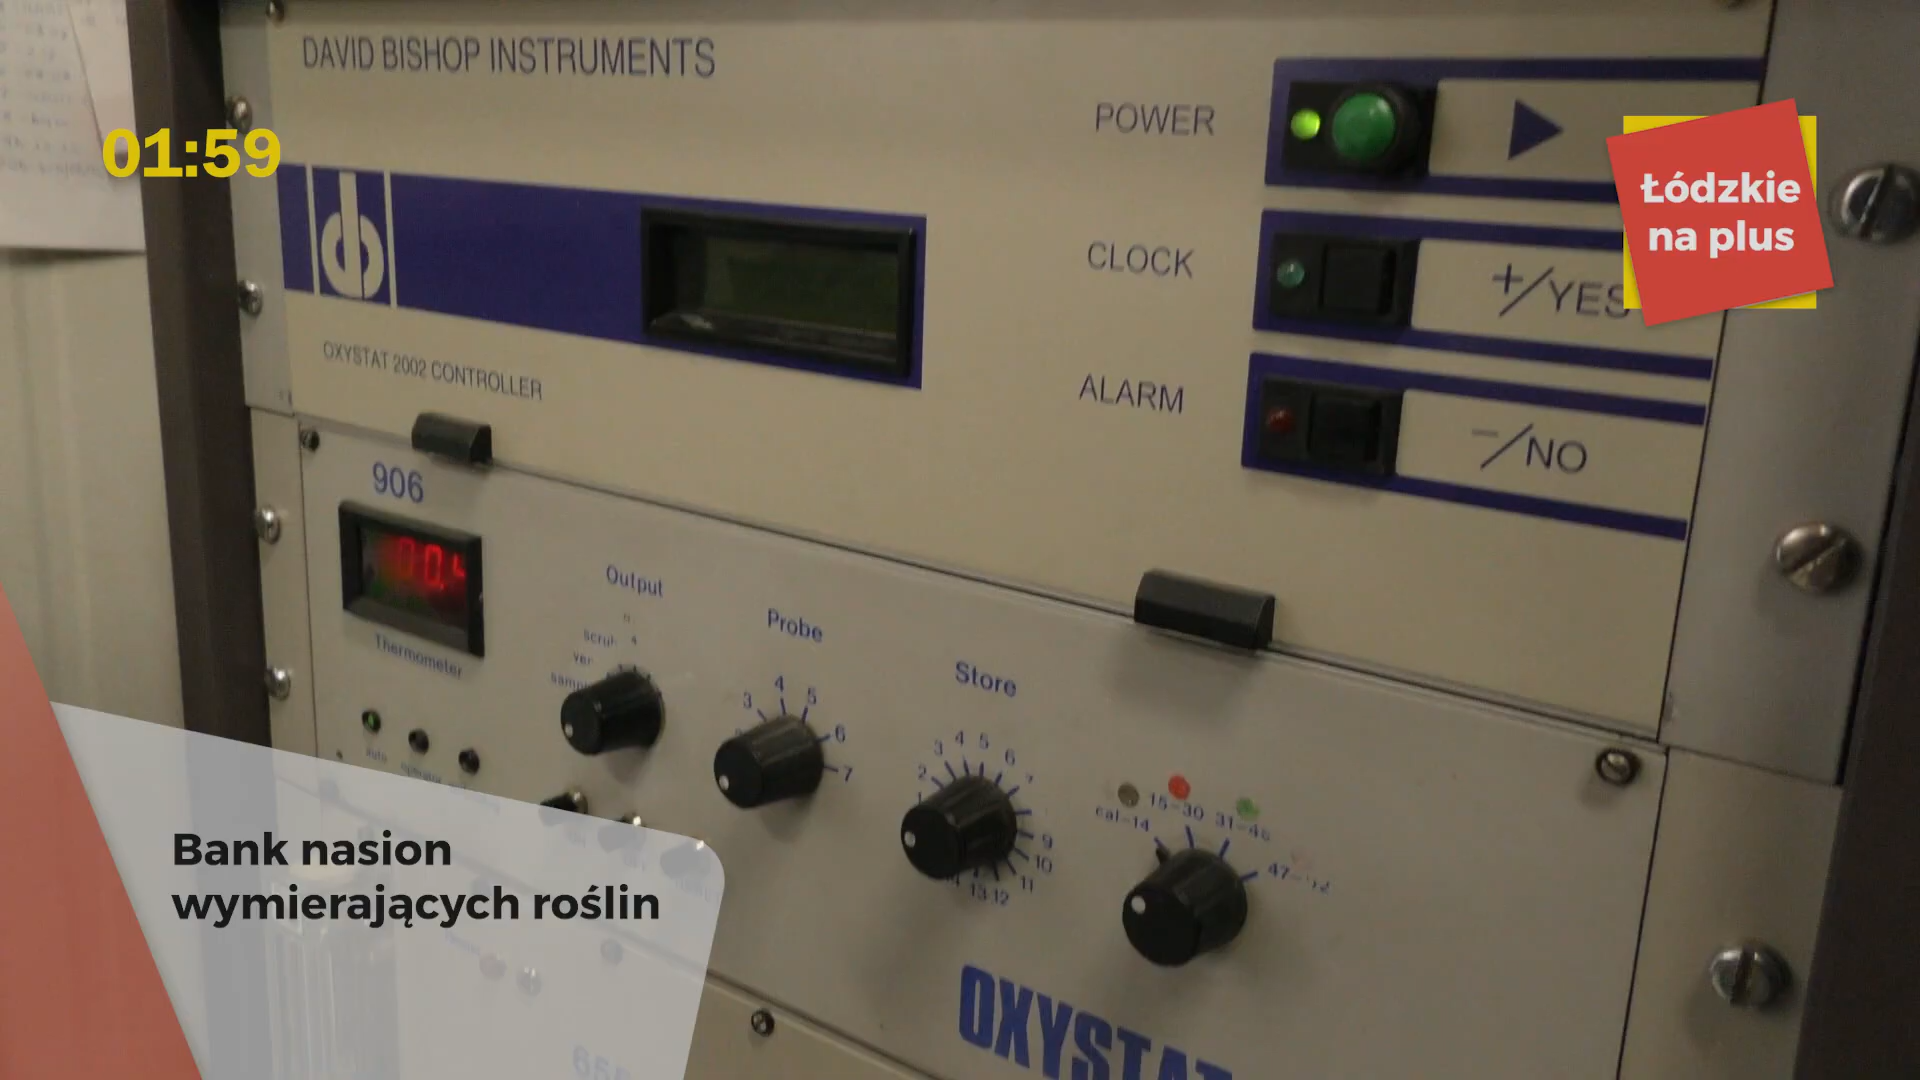 DAVID BISHOP INSTRUMENTS
POWER
01:59
Łódzkie
na plus
db
CLOCK
+/YES
OXYSTAT 2002 CONTROLLER
ALARM
-/NO
906
Output
Probe
Thermometer
Store
3 4 5 6 7
2 3 4 5 6 7 9 10 11 12 13
cal-14 15-30 31-46
auto
Bank nasion
wymierających roślin
OXYSTAT